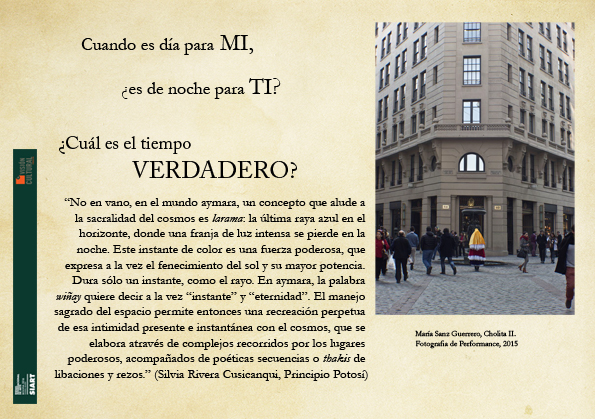 Cuando es día para MI,
¿es de noche para TI?
¿Cuál es el tiempo
VERDADERO?
“No en vano, en el mundo aymara, un concepto que alude a
la sacralidad del cosmos es larama: la última raya azul en el
horizonte, donde una franja de luz intensa se pierde en la
noche. Este instante de color es una fuerza poderosa, que
expresa a la vez el fenecimiento del sol y su mayor potencia.
Dura sólo un instante, como el rayo. En aymara, la palabra
wiñay quiere decir a la vez “instante” y “eternidad”. El manejo
sagrado del espacio permite entonces una recreación perpetua
de esa intimidad presente e instantánea con el cosmos, que se
elabora através de complejos recorridos por los lugares
poderosos, acompañados de poéticas secuencias o thakis de
libaciones y rezos.” (Silvia Rivera Cusicanqui, Principio Potosí)
María Sanz Guerrero, Cholita II.
Fotografía de Performance, 2015
VISIÓN
CULTURAL
SIART